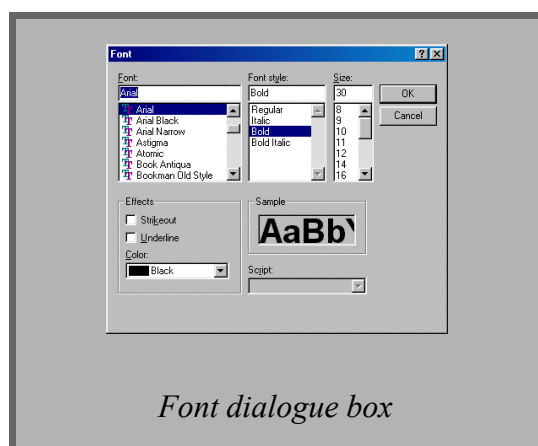 Font
Font: Font style: Size:
Arial Bold 30 OK
Cancel
Arial
Arial Black
Arial Narrow
Astigma
Atomic
Book Antiqua
Bookman Old Style
Regular
Italic
Bold
Bold Italic
8
9
10
11
12
14
16
Effects
Strikeout
Underline
Color:
Black
Sample
AaBb
Script:
Font dialogue box